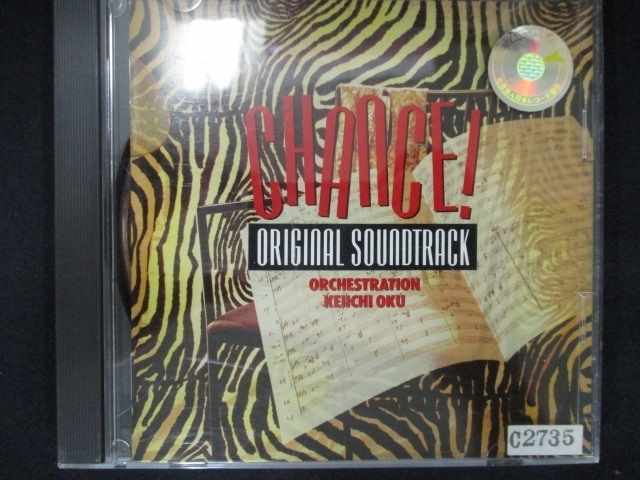 CHANCE!
ORIGINAL SOUNDTRACK
ORCHESTRATION
KEIICHI OKU
C2735